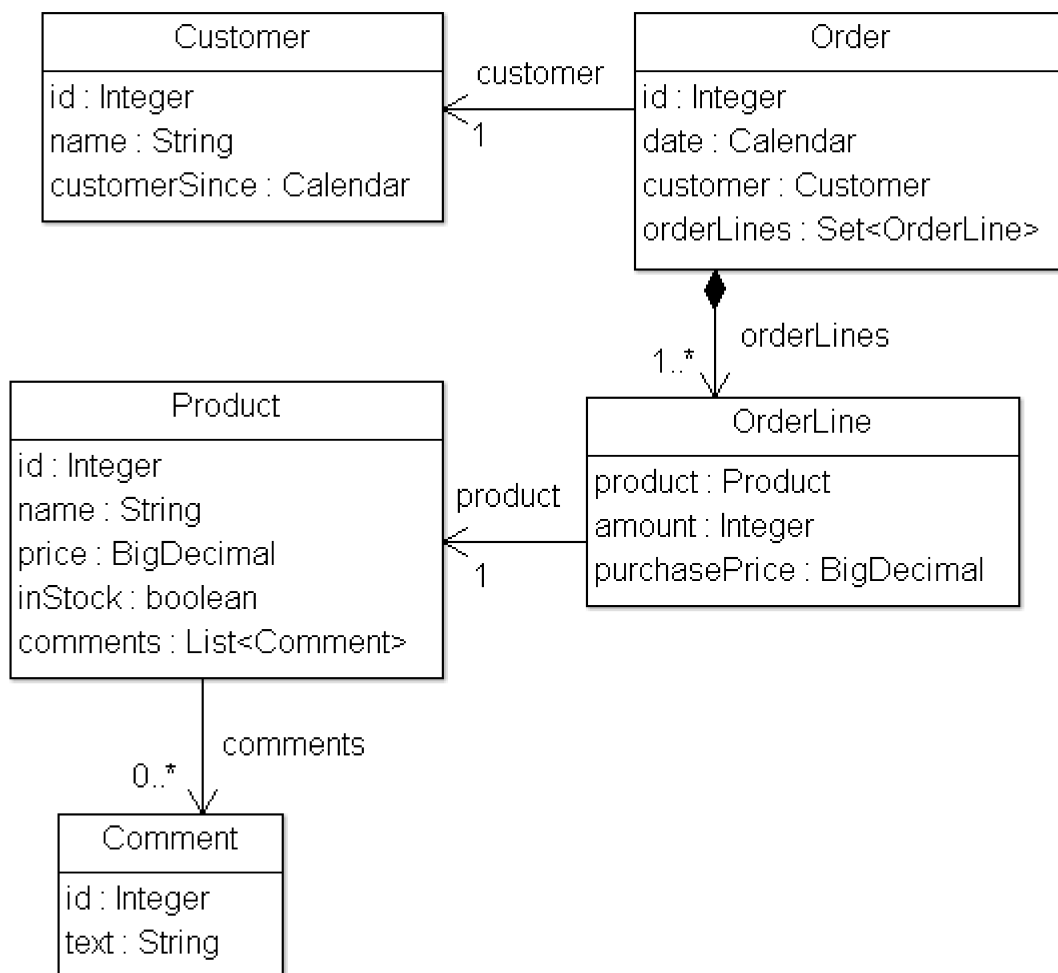 Customer
id : Integer
name : String
customerSince : Calendar
customer
1
Order
id : Integer
date : Calendar
customer : Customer
orderLines : Set<OrderLine>
orderLines
1..*
Product
id : Integer
name : String
price : BigDecimal
inStock : boolean
comments : List<Comment>
product
1
OrderLine
product : Product
amount : Integer
purchasePrice : BigDecimal
comments
0..*
Comment
id : Integer
text : String